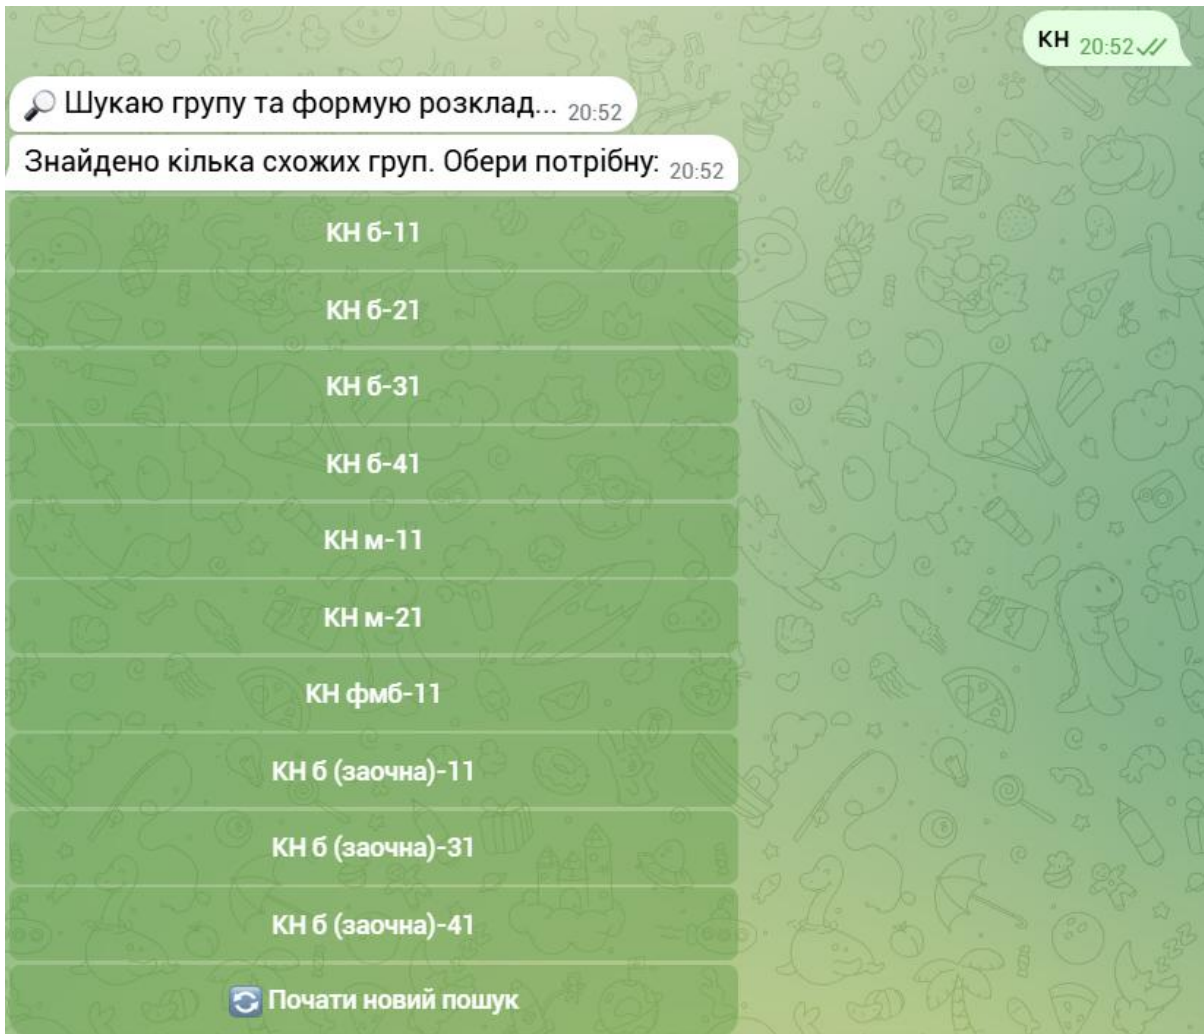 КН 20:52
Шукаю групу та формую розклад... 20:52
Знайдено кілька схожих груп. Обери потрібну: 20:52
КН б-11
КН б-21
КН б-31
КН б-41
КН м-11
КН м-21
КН фмб-11
КН б (заочна)-11
КН б (заочна)-31
КН б (заочна)-41
Почати новий пошук